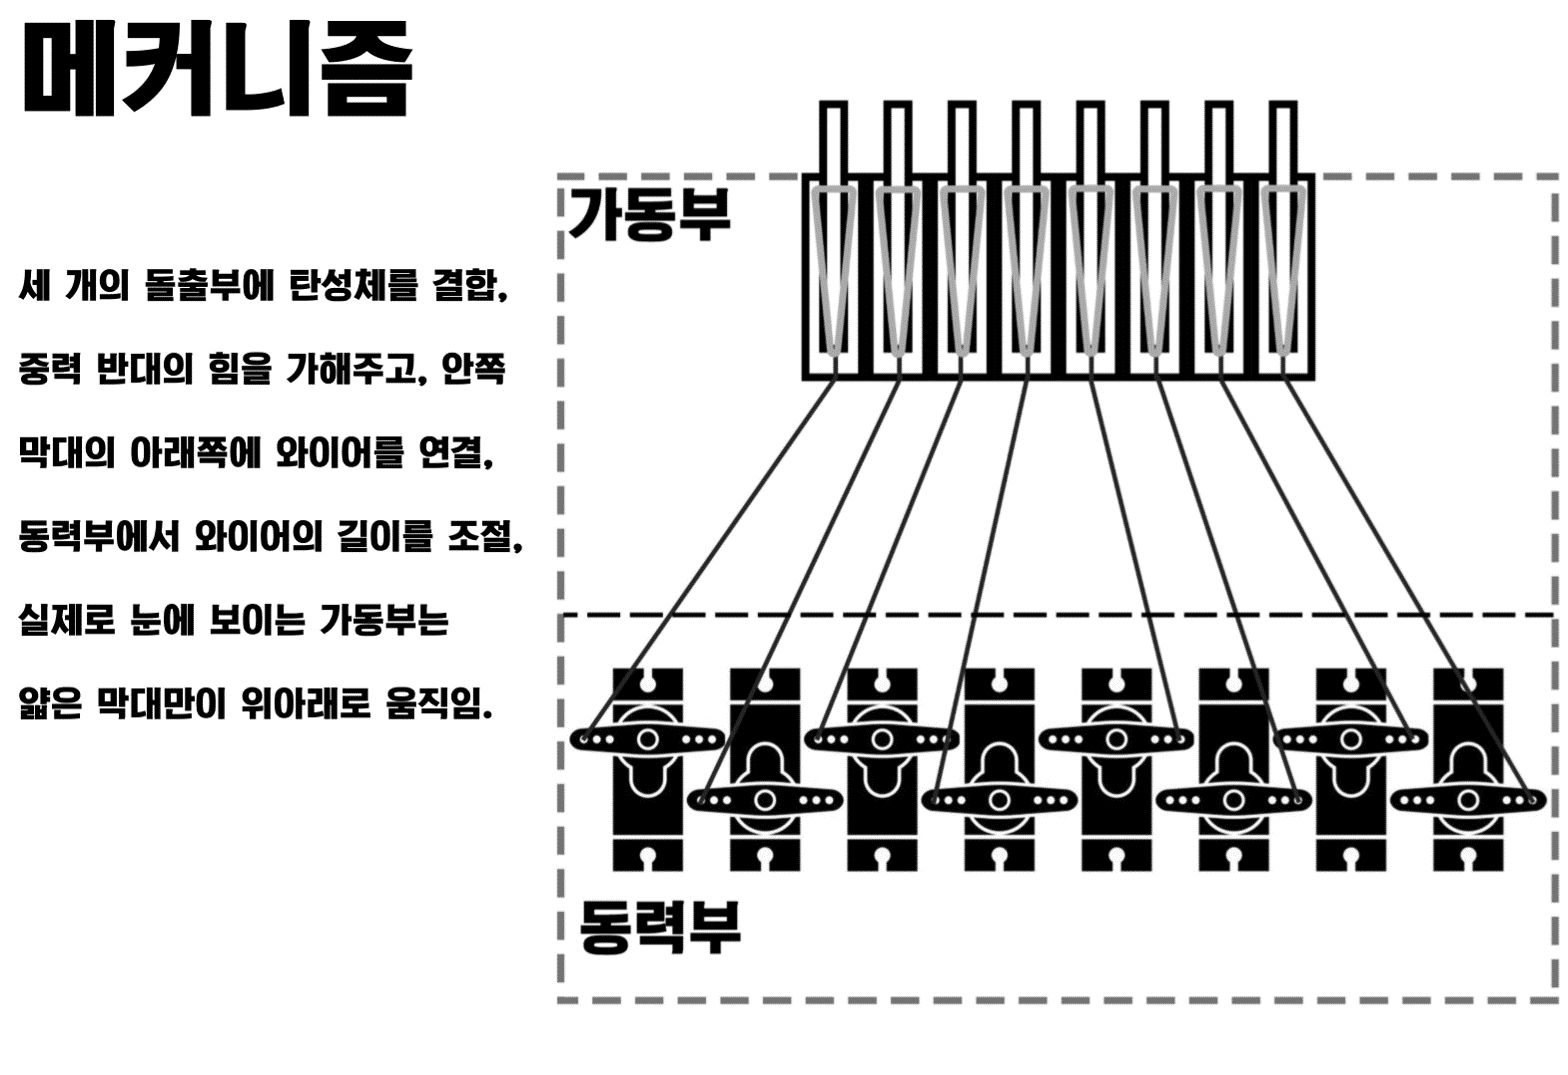 메커니즘
세 개의 돌출부에 탄성체를 결합,
중력 반대의 힘을 가해주고, 안쪽
막대의 아래쪽에 와이어를 연결,
동력부에서 와이어의 길이를 조절,
실제로 눈에 보이는 가동부는
얇은 막대만이 위아래로 움직임.
가동부
동력부